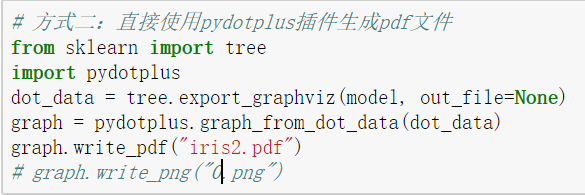 # 方式二：直接使用pydotplus插件生成pdf文件
from sklearn import tree
import pydotplus
dot_data = tree.export_graphviz(model, out_file=None)
graph = pydotplus.graph_from_dot_data(dot_data)
graph.write_pdf("iris2.pdf")
# graph.write_png("0.png")